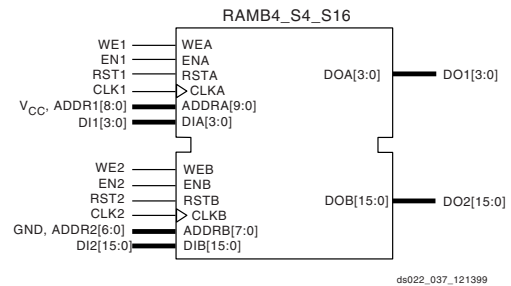 RAMB4_S4_S16
WE1 WEA
EN1 ENA
RST1 RSTA DOA[3:0] DO1[3:0]
CLK1 CLKA
VCC, ADDR1[8:0] ADDRA[9:0]
DI1[3:0] DIA[3:0]
WE2 WEB
EN2 ENB
RST2 RSTB DOB[15:0] DO2[15:0]
CLK2 CLKB
GND, ADDR2[6:0] ADDRB[7:0]
DI2[15:0] DIB[15:0]
ds022_037_121399